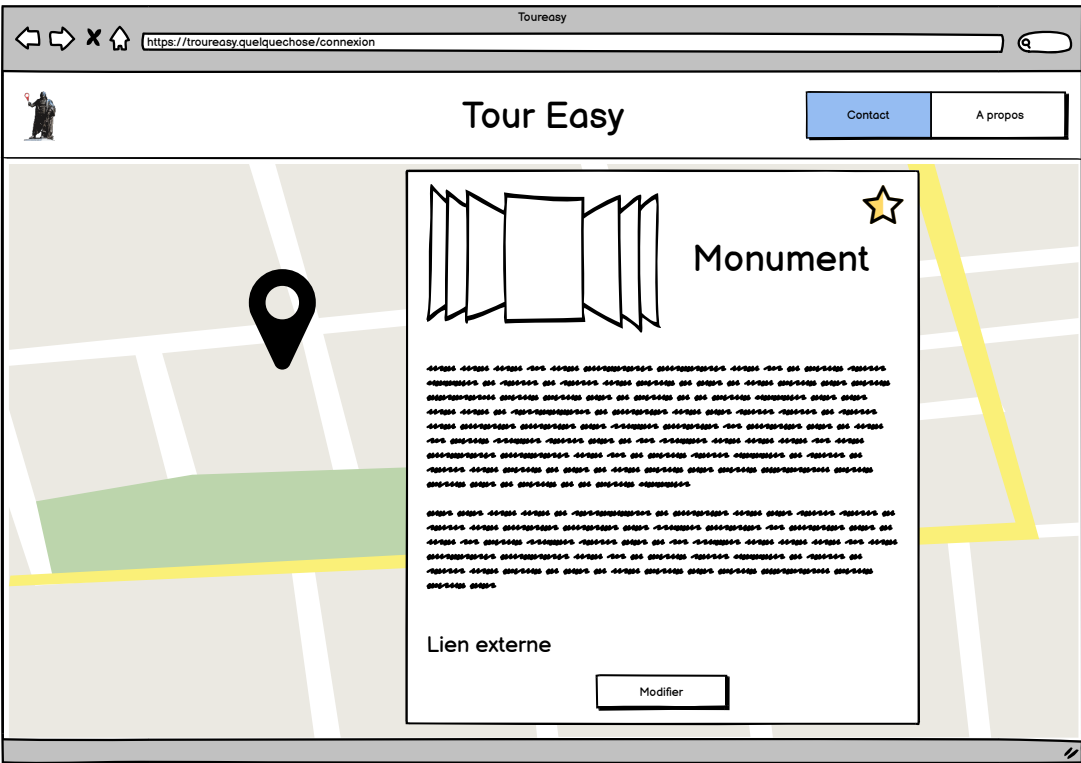 Toureasy
https://troureasy.quelquechose/connexion
Tour Easy
Contact
A propos
Monument
Lien externe
Modifier